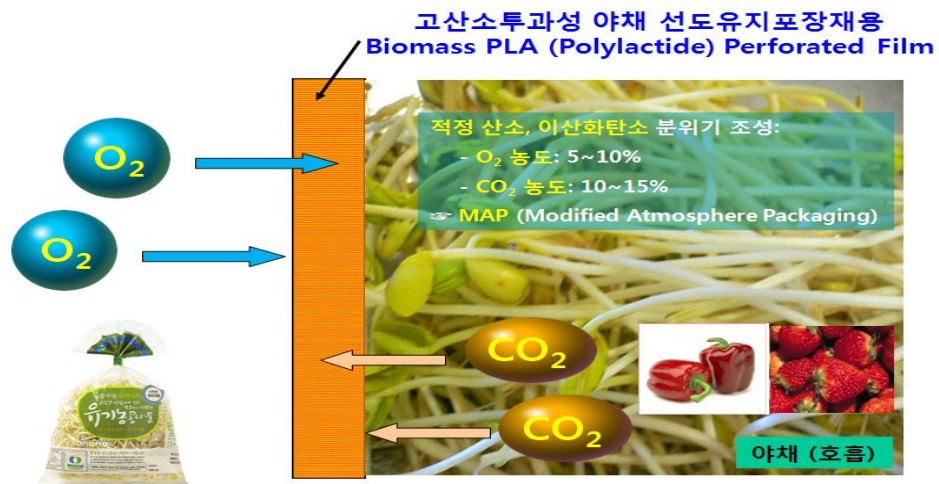 고산소투과성 야채 선도유지포장재용
Biomass PLA (Polylactide) Perforated Film
적정 산소, 이산화탄소 분위기 조성:
- O₂ 농도: 5~10%
- CO₂ 농도: 10~15%
☞ MAP (Modified Atmosphere Packaging)
O₂
O₂
CO₂
CO₂
유기농
콩나물
야채 (호흡)